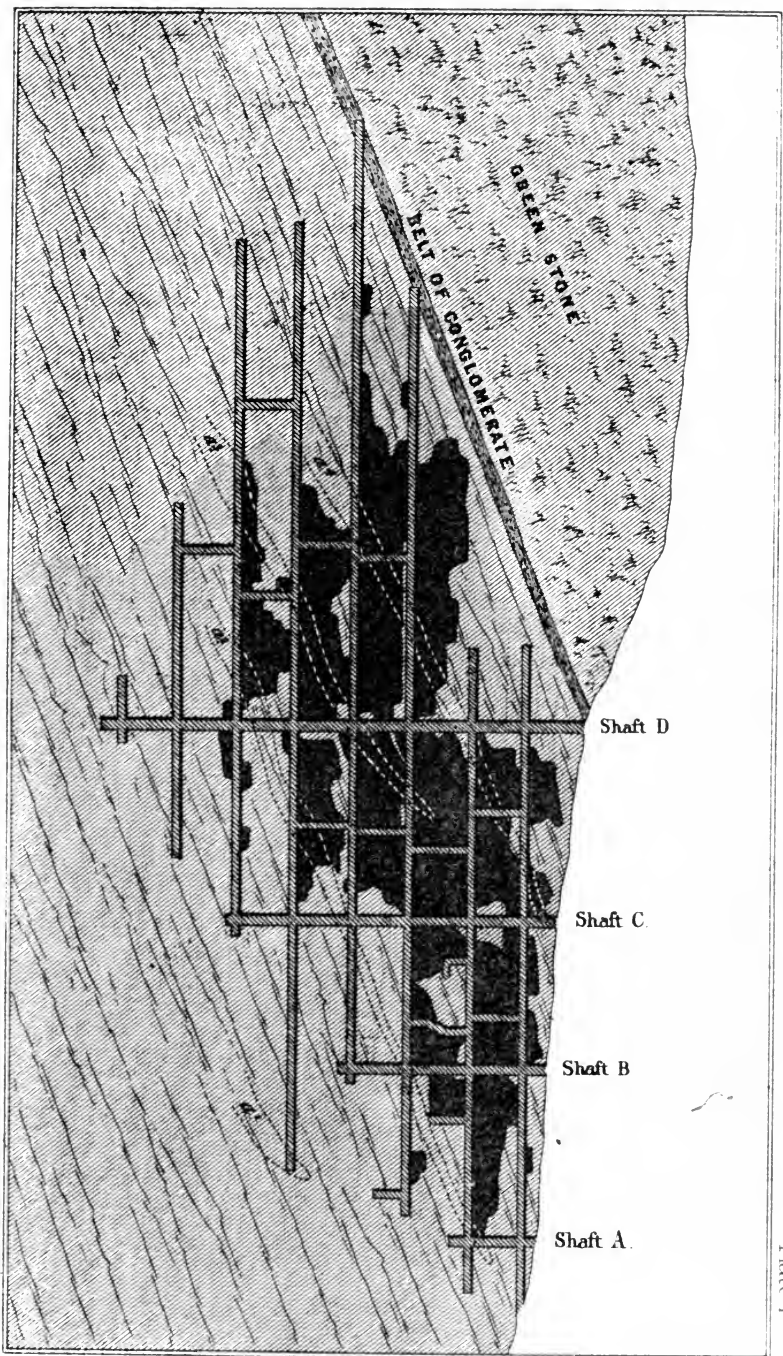 GREEN STONE
BELT OF CONGLOMERATE
Shaft D
Shaft C.
Shaft B
Shaft A.